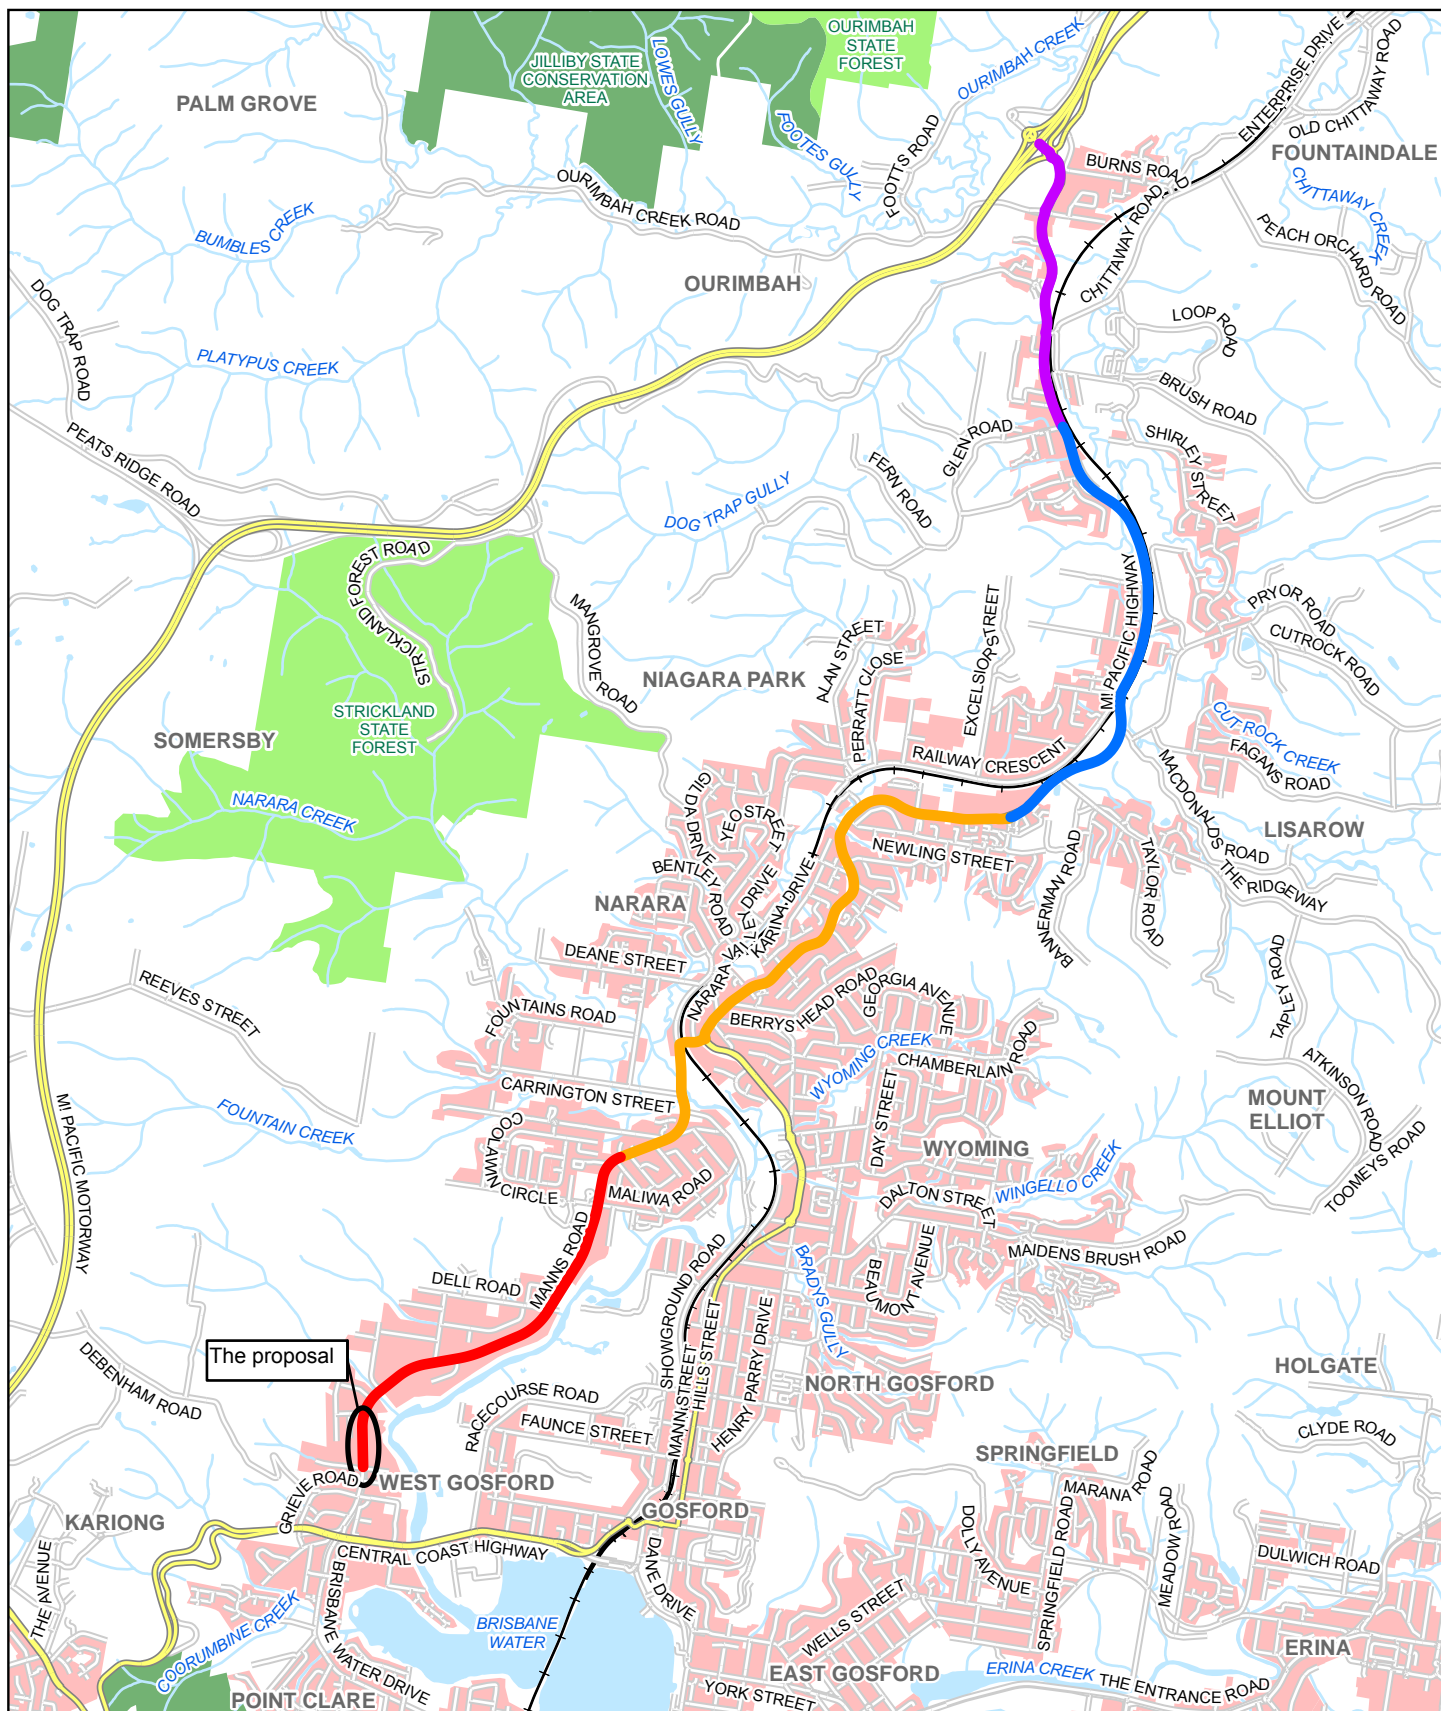 OURIMBAH
STATE
FOREST
JILLIBY STATE
CONSERVATION
AREA
LOWES GULLY
FOOTES GULLY
OURIMBAH CREEK
ENTERPRISE DRIVE
OLD CHITTAWAY ROAD
PALM GROVE
FOOTTS ROAD
BURNS ROAD
FOUNTAINDALE
CHITTAWAY CREEK
OURIMBAH CREEK ROAD
BUMBLES CREEK
CHITTAWAY ROAD
PEACH ORCHARD ROAD
DOG TRAP ROAD
OURIMBAH
LOOP ROAD
PLATYPUS CREEK
BRUSH ROAD
PEATS RIDGE ROAD
GLEN ROAD
SHIRLEY STREET
FERN ROAD
DOG TRAP GULLY
STRICKLAND FOREST ROAD
M1 PACIFIC HIGHWAY
MANGROVE ROAD
EXCELSIOR STREET
PRYOR ROAD
CUTROCK ROAD
ALAN STREET
PERRATT CLOSE
NIAGARA PARK
STRICKLAND
STATE
FOREST
SOMERSBY
CUT ROCK CREEK
FAGANS ROAD
RAILWAY CRESCENT
MACDONALDS ROAD
NARARA CREEK
GILDA DRIVE
YEO STREET
LISAROW
NEWLING STREET
BENTLEY ROAD
NARARA VALLEY DRIVE
KARINA DRIVE
BANNERMAN ROAD
TAYLOR ROAD
THE RIDGEWAY
NARARA
DEANE STREET
REEVES STREET
FOUNTAINS ROAD
BERRYS HEAD ROAD
GEORGIA AVENUE
TAPLEY ROAD
WYOMING CREEK
CHAMBERLAIN ROAD
ATKINSON ROAD
CARRINGTON STREET
MOUNT
ELLIOT
M1 PACIFIC MOTORWAY
FOUNTAIN CREEK
COOLAWN CIRCLE
DAY STREET
WYOMING
TOOMEYS ROAD
MALIWA ROAD
DALTON STREET
WINGELLO CREEK
MANNS ROAD
MAIDENS BRUSH ROAD
BEAUMONT AVENUE
SHOWGROUND ROAD
BRADYS GULLY
DELL ROAD
HENRY PARRY DRIVE
The proposal
DEBENHAM ROAD
MANN STREET
HILLS STREET
HOLGATE
RACECOURSE ROAD
NORTH GOSFORD
FAUNCE STREET
CLYDE ROAD
SPRINGFIELD
WEST GOSFORD
GRIEVE ROAD
MARANA ROAD
GOSFORD
KARIONG
DOLLY AVENUE
SPRINGFIELD ROAD
MEADOW ROAD
CENTRAL COAST HIGHWAY
DANE DRIVE
DULWICH ROAD
THE AVENUE
BRISBANE WATER DRIVE
COORUMBINE CREEK
BRISBANE
WATER
WELLS STREET
ERINA
EAST GOSFORD
ERINA CREEK
THE ENTRANCE ROAD
POINT CLARE
YORK STREET